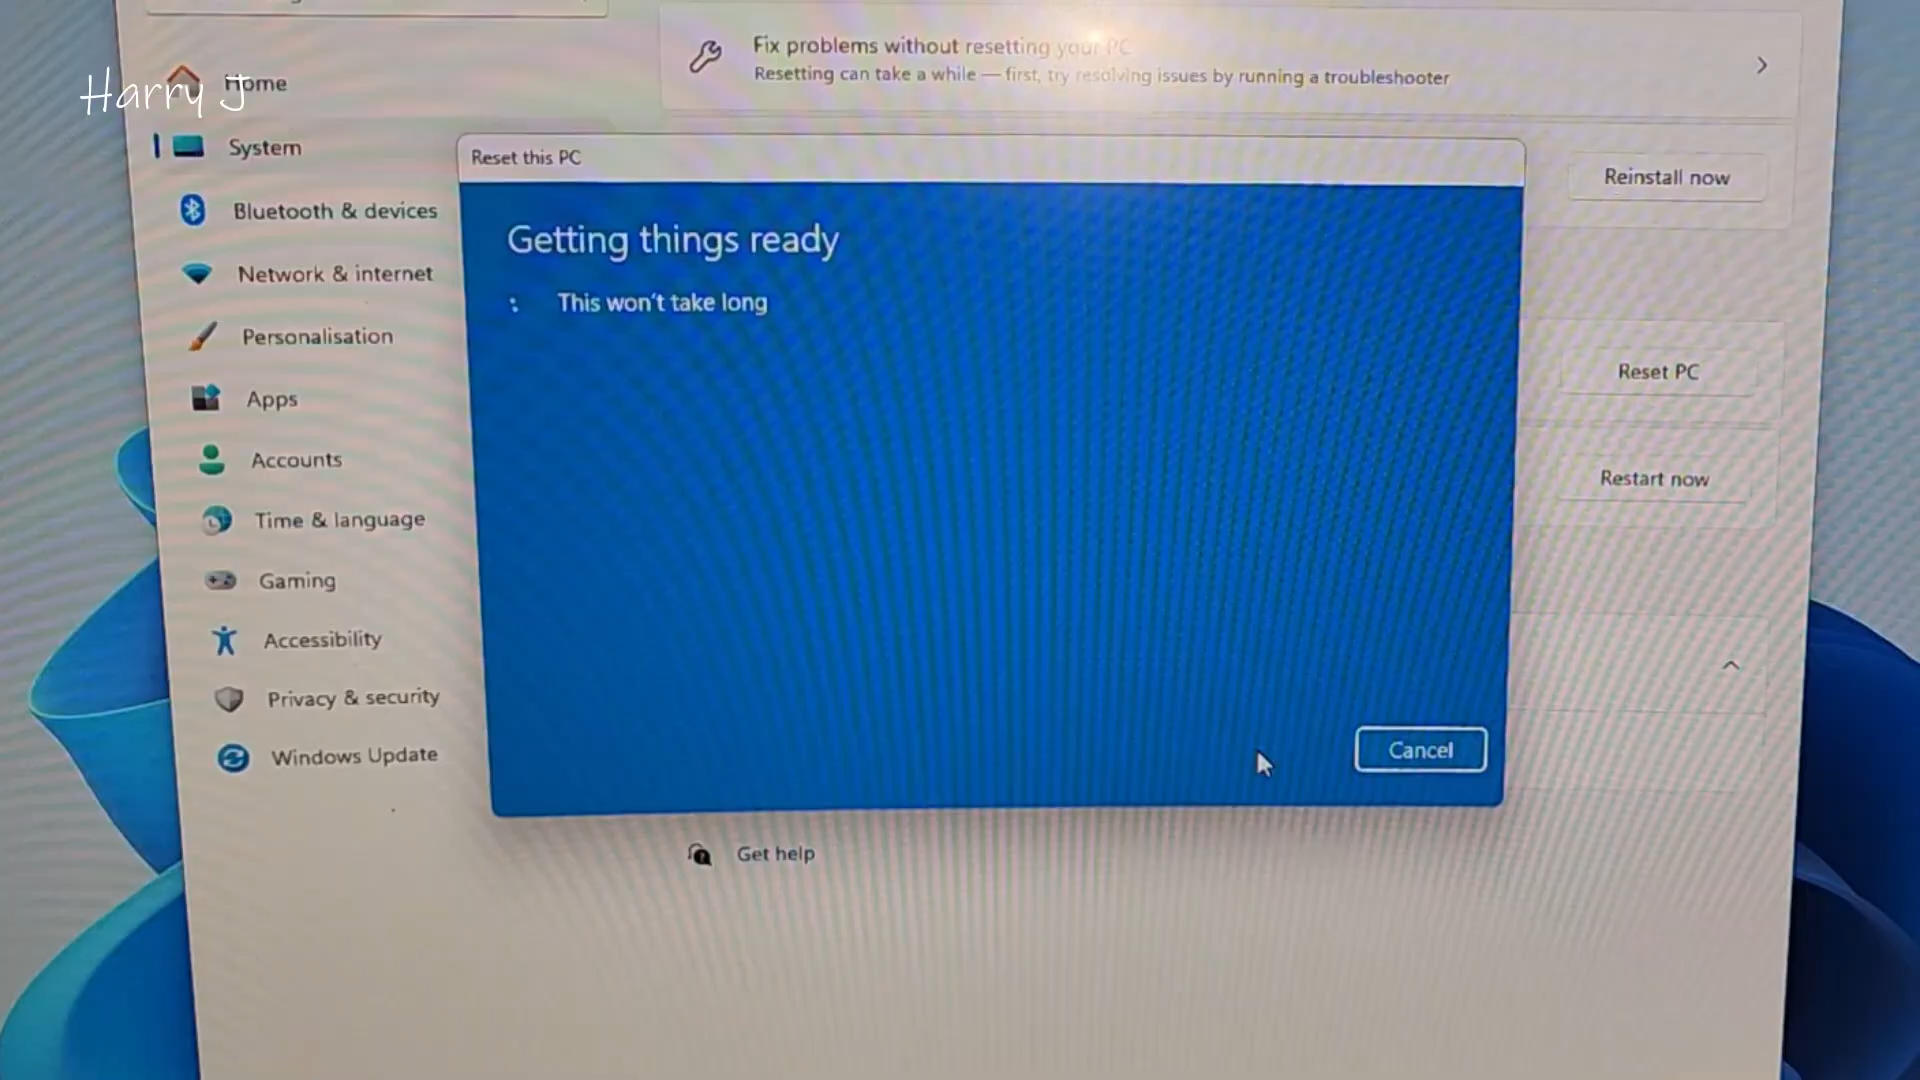 Fix problems without resetting your PC
Resetting can take a while — first, try resolving issues by running a troubleshooter
Harry J
Home
System
Bluetooth & devices
Network & internet
Personalisation
Apps
Accounts
Time & language
Gaming
Accessibility
Privacy & security
Windows Update
Reset this PC
Getting things ready
This won't take long
Cancel
Reinstall now
Reset PC
Restart now
Get help